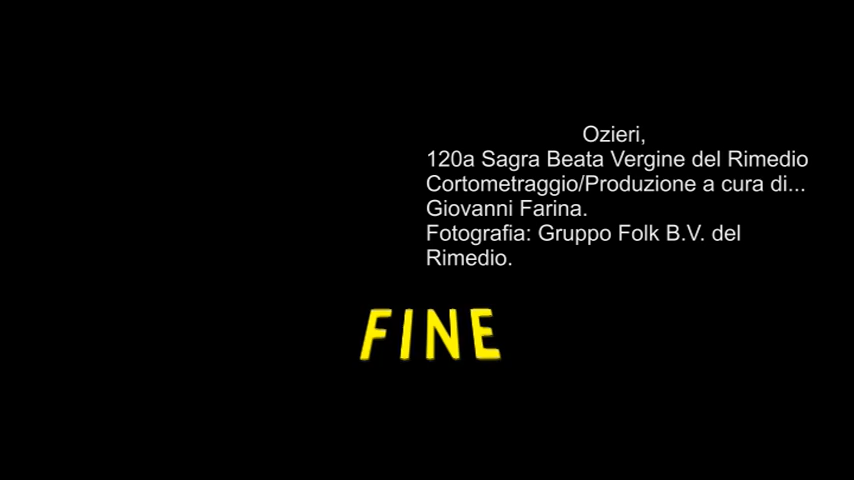 Ozieri,
120a Sagra Beata Vergine del Rimedio
Cortometraggio/Produzione a cura di...
Giovanni Farina.
Fotografia: Gruppo Folk B.V. del
Rimedio.
FINE